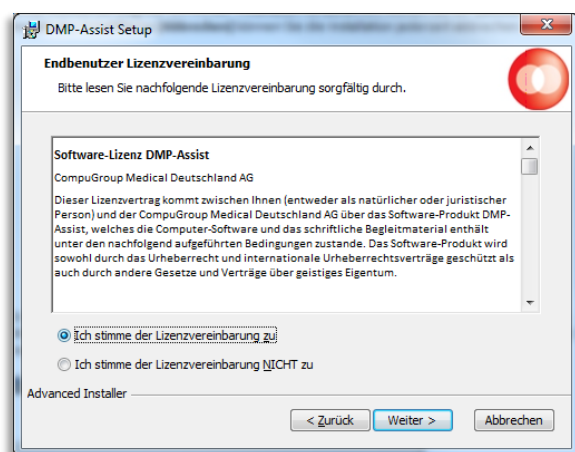 DMP-Assist Setup
Endbenutzer Lizenzvereinbarung
Bitte lesen Sie nachfolgende Lizenzvereinbarung sorgfältig durch.
Software-Lizenz DMP-Assist
CompuGroup Medical Deutschland AG
Dieser Lizenzvertrag kommt zwischen Ihnen (entweder als natürlicher oder juristischer
Person) und der CompuGroup Medical Deutschland AG über das Software-Produkt DMP-
Assist, welches die Computer-Software und das schriftliche Begleitmaterial enthält
unter den nachfolgend aufgeführten Bedingungen zustande. Das Software-Produkt wird
sowohl durch das Urheberrecht und internationale Urheberrechtsverträge geschützt als
auch durch andere Gesetze und Verträge über geistiges Eigentum.
Ich stimme der Lizenzvereinbarung zu
Ich stimme der Lizenzvereinbarung NICHT zu
Advanced Installer
< Zurück Weiter > Abbrechen